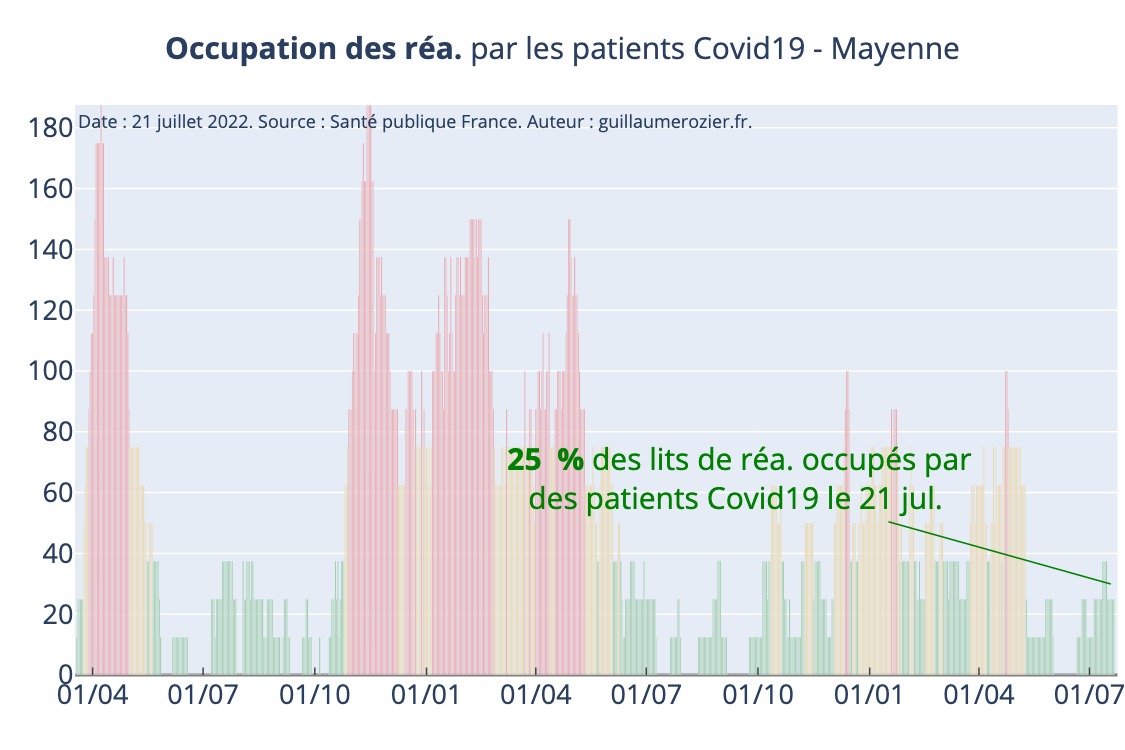 Occupation des réa. par les patients Covid19 - Mayenne
Date : 21 juillet 2022. Source : Santé publique France. Auteur : guillaumerozier.fr.
180
160
140
120
100
80
60
40
20
0
25 % des lits de réa. occupés par
des patients Covid19 le 21 jul.
01/04 01/07 01/10 01/01 01/04 01/07 01/10 01/01 01/04 01/07